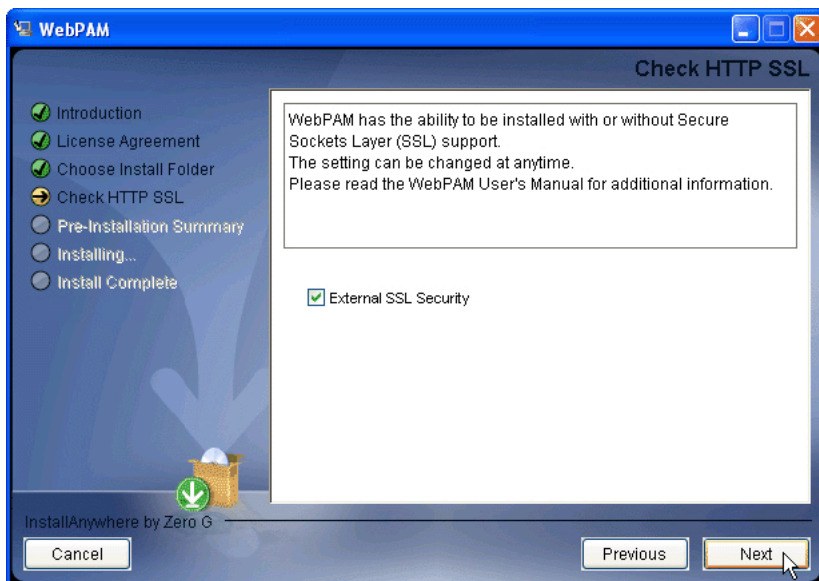 WebPAM
Check HTTP SSL
Introduction
License Agreement
Choose Install Folder
Check HTTP SSL
Pre-Installation Summary
Installing...
Install Complete
WebPAM has the ability to be installed with or without Secure
Sockets Layer (SSL) support.
The setting can be changed at anytime.
Please read the WebPAM User's Manual for additional information.
External SSL Security
InstallAnywhere by Zero G
Cancel
Previous
Next